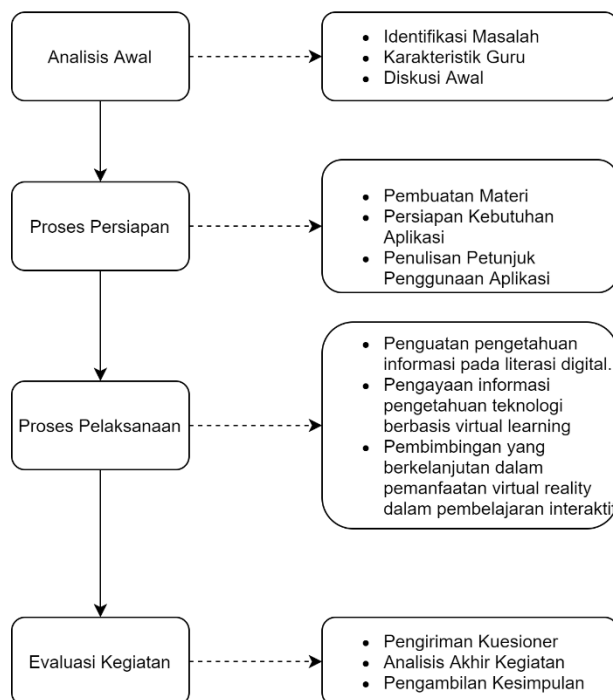 Analisis Awal
• Identifikasi Masalah
• Karakteristik Guru
• Diskusi Awal
Proses Persiapan
• Pembuatan Materi
• Persiapan Kebutuhan
Aplikasi
• Penulisan Petunjuk
Penggunaan Aplikasi
Proses Pelaksanaan
• Penguatan pengetahuan
informasi pada literasi digital.
• Pengayaan informasi
pengetahuan teknologi
berbasis virtual learning
• Pembimbingan yang
berkelanjutan dalam
pemanfaatan virtual reality
dalam pembelajaran interakti
Evaluasi Kegiatan
• Pengiriman Kuesioner
• Analisis Akhir Kegiatan
• Pengambilan Kesimpulan